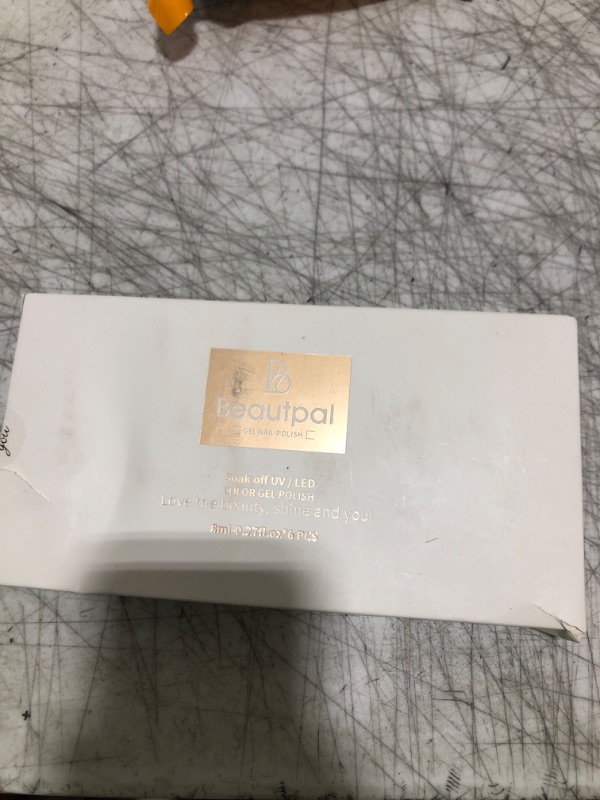 Beautpal
GEL NAIL POLISH
Soak off UV / LED
COLOR GEL POLISH
Love the beauty, shine and you!
8ml-0.27fl.oz*6 PCS
you